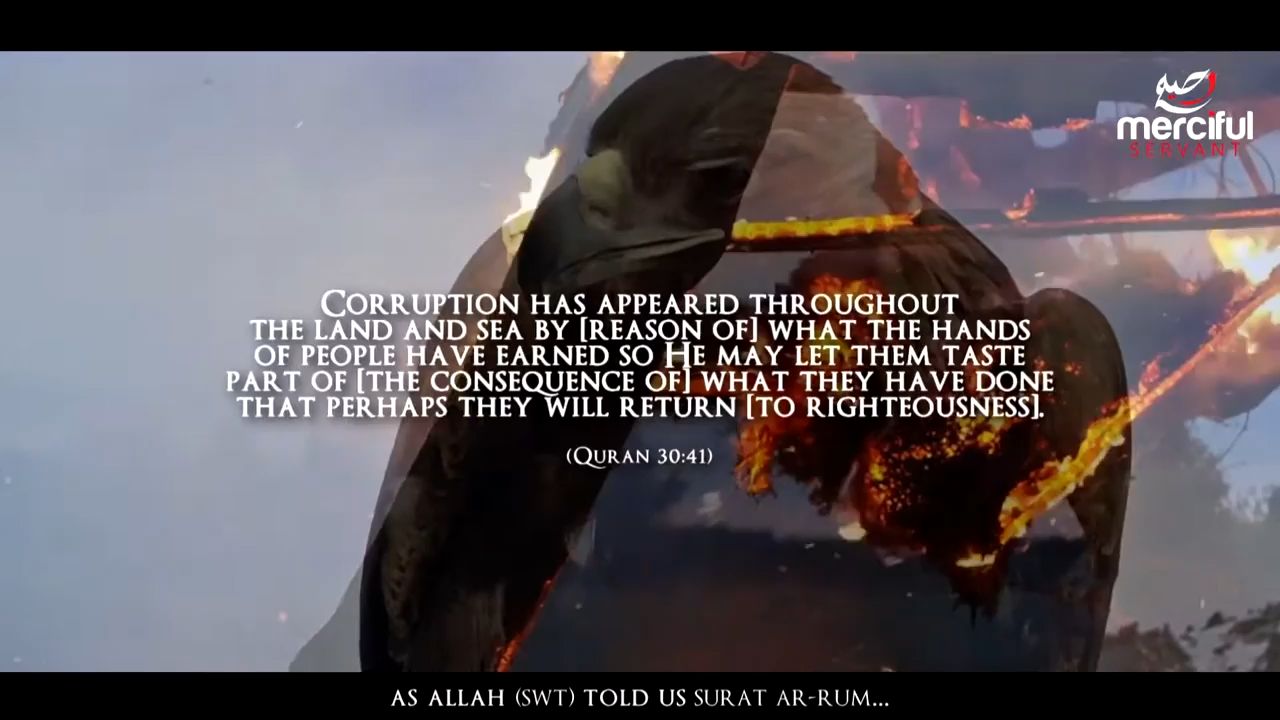 merciful
SERVANT
CORRUPTION HAS APPEARED THROUGHOUT
THE LAND AND SEA BY [REASON OF] WHAT THE HANDS
OF PEOPLE HAVE EARNED SO HE MAY LET THEM TASTE
PART OF [THE CONSEQUENCE OF] WHAT THEY HAVE DONE
THAT PERHAPS THEY WILL RETURN [TO RIGHTEOUSNESS].
(QURAN 30:41)
AS ALLAH (SWT) TOLD US SURAT AR-RUM...